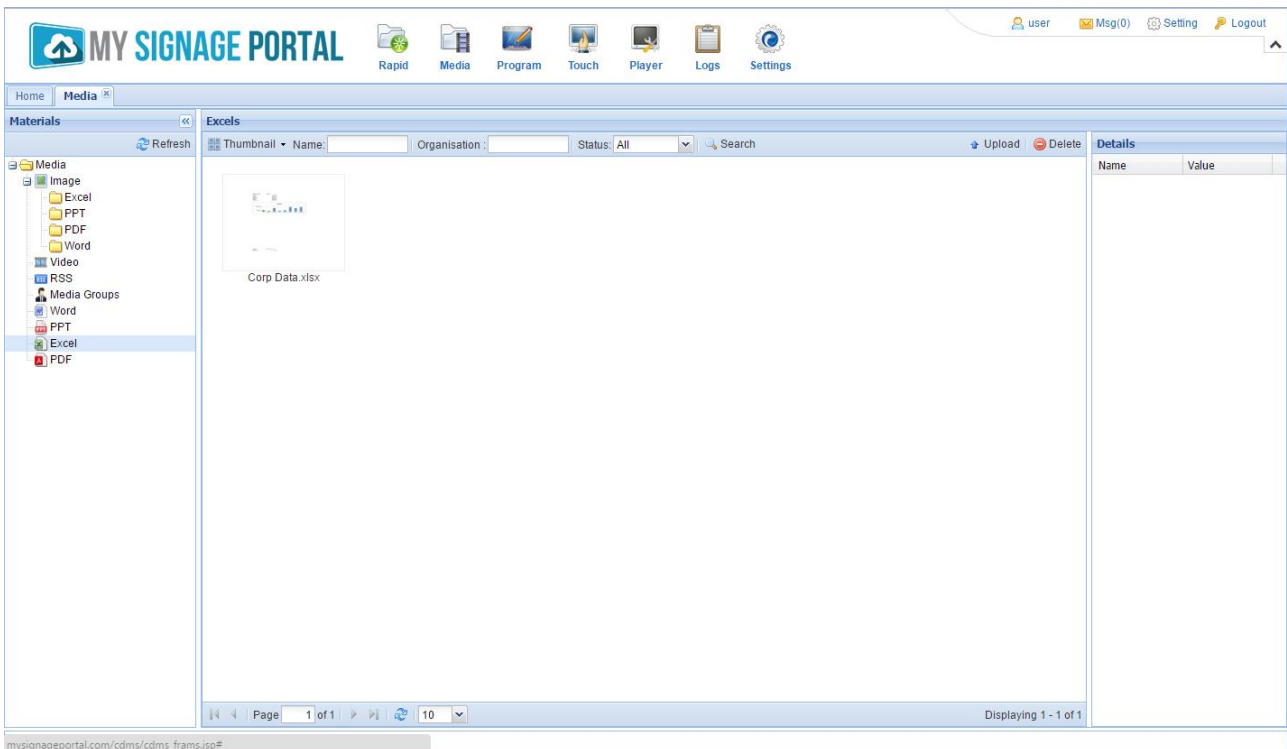 MY SIGNAGE PORTAL
Rapid Media Program Touch Player Logs Settings
user Msg(0) Setting Logout
Home Media
Materials
Refresh
Media
Image
Excel
PPT
PDF
Word
Video
RSS
Media Groups
Word
PPT
Excel
PDF
Excels
Thumbnail Name: Organisation : Status: All Search Upload Delete
Corp Data.xlsx
Details
Name Value
Page 1 of 1 10 Displaying 1 - 1 of 1
mysignageportal.com/cdms/cdms_frams.jsp#